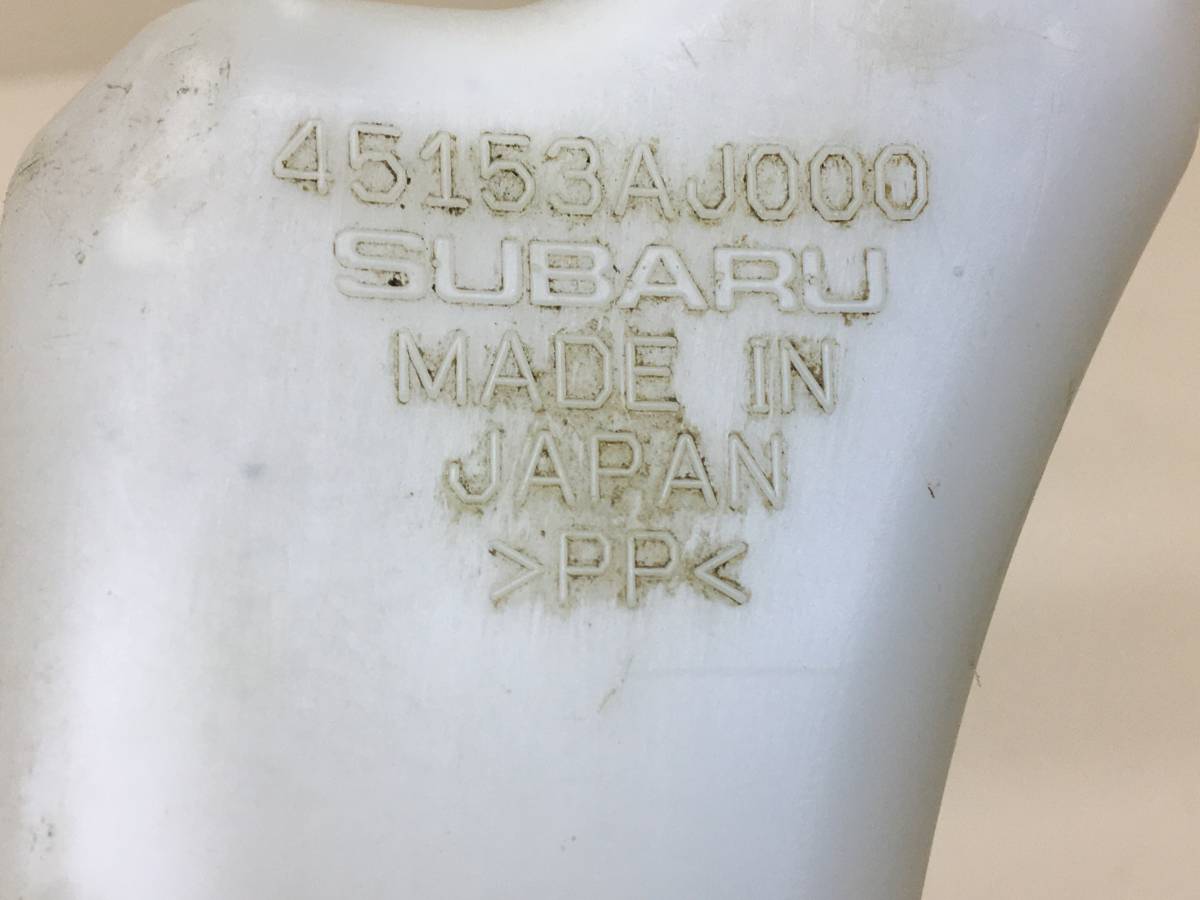 45153AJ000
SUBARU
MADE IN
JAPAN
>PP<